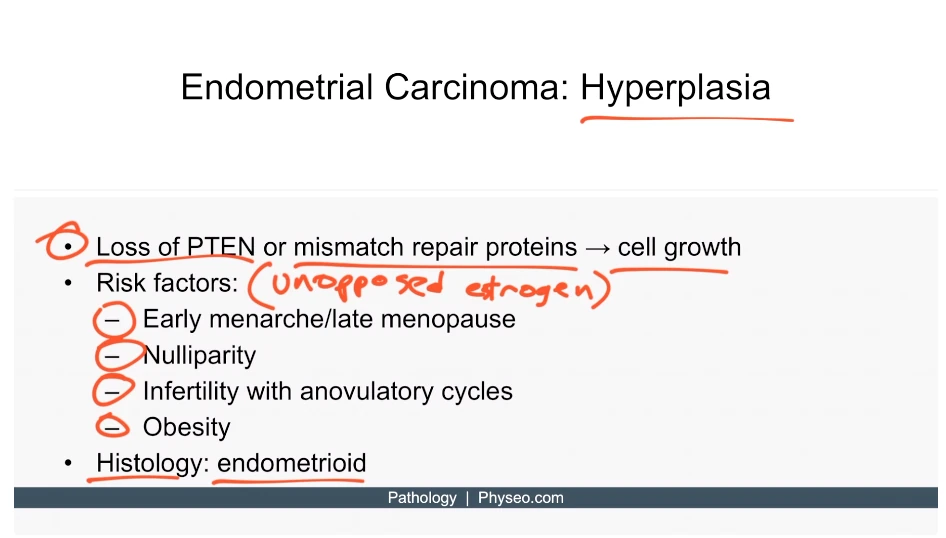 Endometrial Carcinoma: Hyperplasia
• Loss of PTEN or mismatch repair proteins → cell growth
• Risk factors: (unopposed estrogen)
– Early menarche/late menopause
– Nulliparity
– Infertility with anovulatory cycles
– Obesity
• Histology: endometrioid
Pathology | Physeo.com